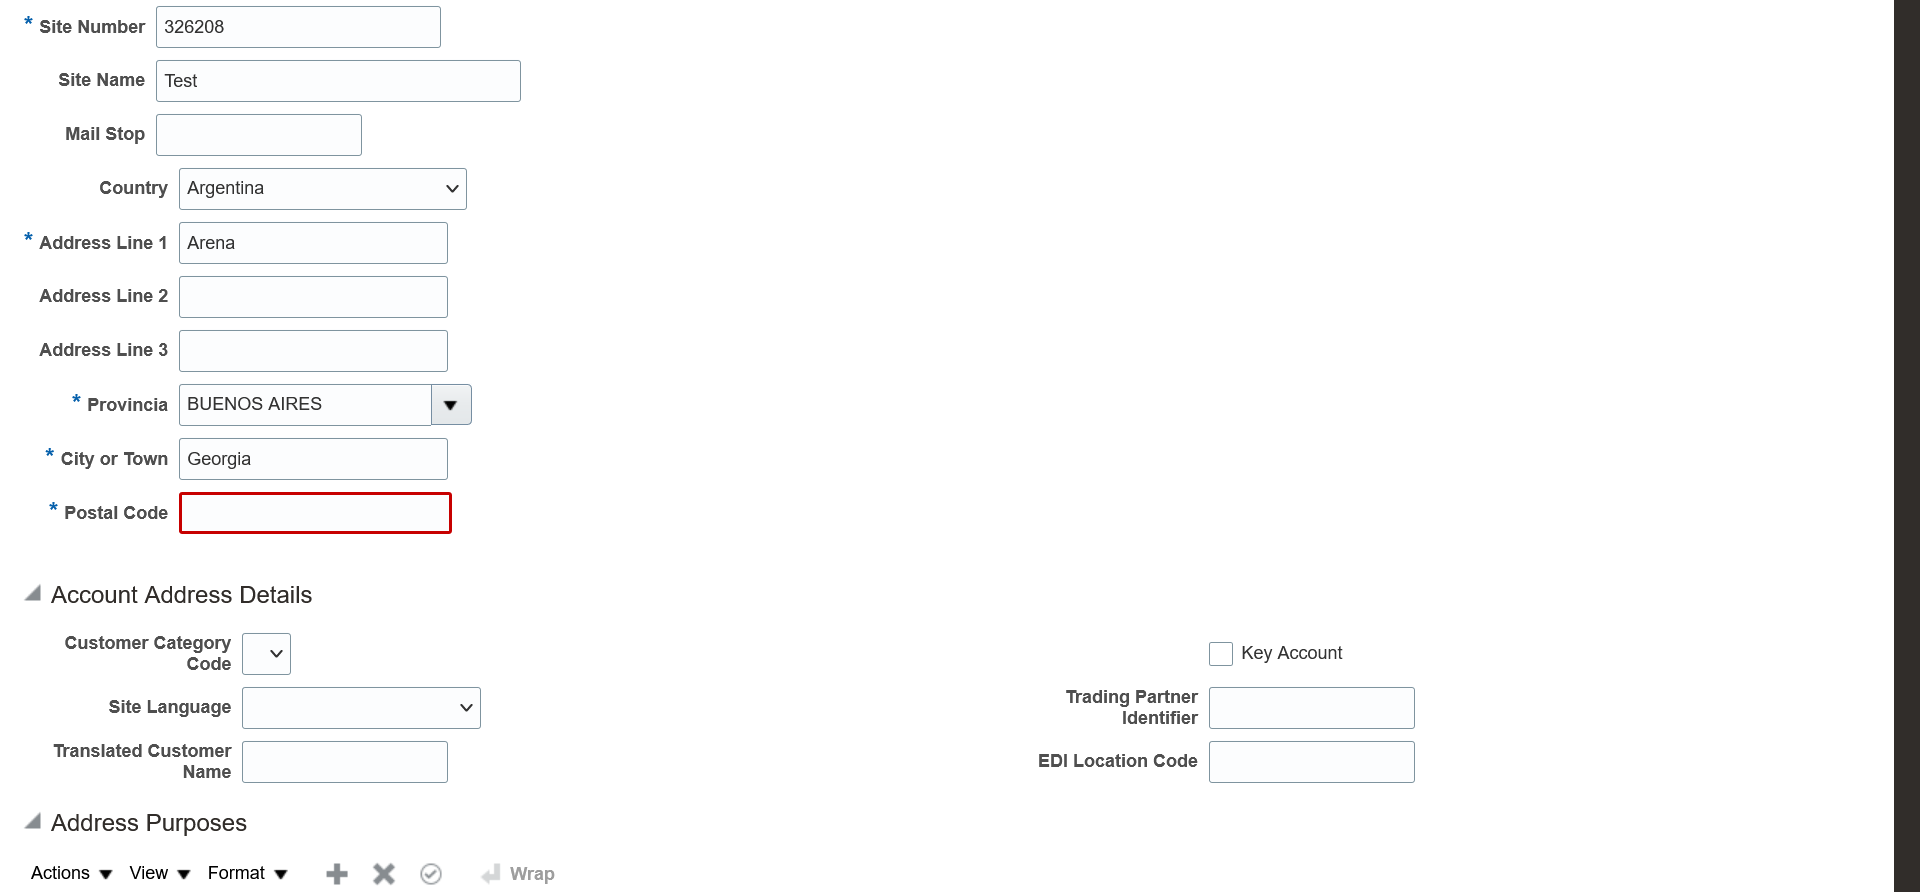 * Site Number 326208
Site Name Test
Mail Stop
Country Argentina
* Address Line 1 Arena
Address Line 2
Address Line 3
* Provincia BUENOS AIRES
* City or Town Georgia
* Postal Code
Account Address Details
Customer Category
Code
Key Account
Site Language
Trading Partner
Identifier
Translated Customer
Name
EDI Location Code
Address Purposes
Actions View Format Wrap